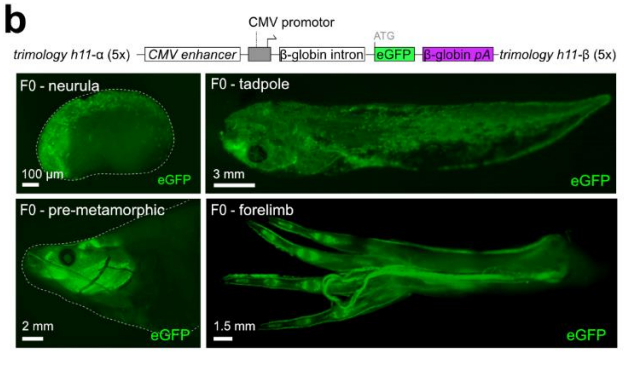 b
CMV promotor
ATG
trimology h11-α (5x) CMV enhancer β-globin intron eGFP β-globin pA trimology h11-β (5x)
F0 - neurula
100 µm
eGFP
F0 - tadpole
3 mm
eGFP
F0 - pre-metamorphic
2 mm
eGFP
F0 - forelimb
1.5 mm
eGFP